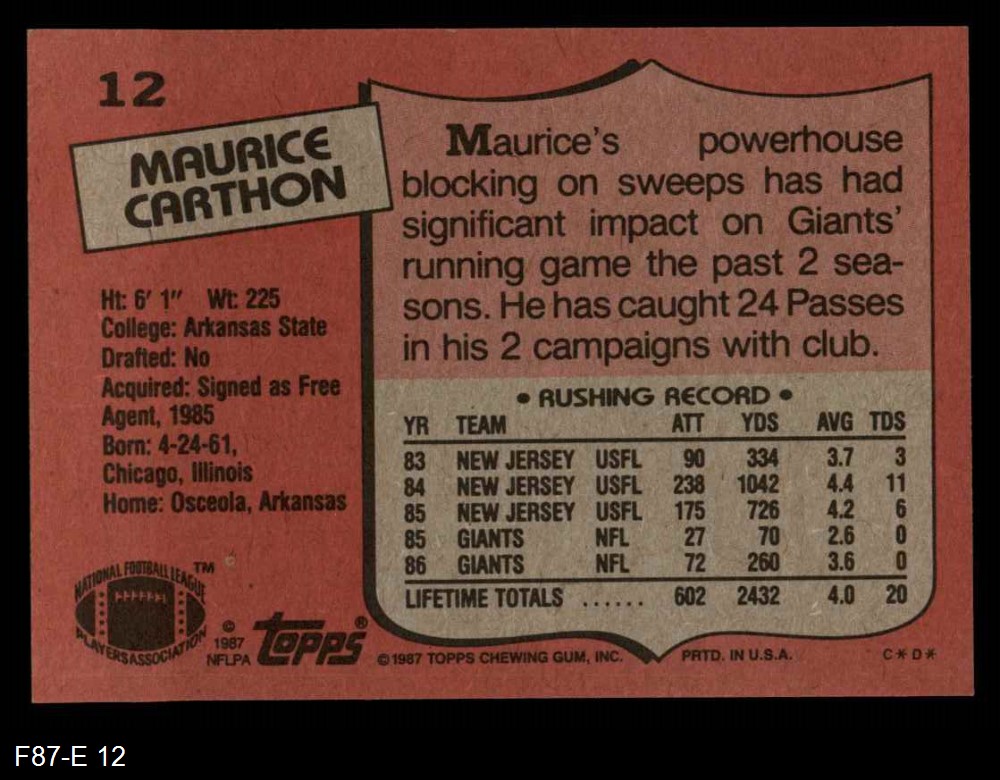 12
MAURICE
CARTHON
Ht: 6' 1" Wt: 225
College: Arkansas State
Drafted: No
Acquired: Signed as Free
Agent, 1985
Born: 4-24-61,
Chicago, Illinois
Home: Osceola, Arkansas
Maurice's powerhouse
blocking on sweeps has had
significant impact on Giants'
running game the past 2 sea-
sons. He has caught 24 Passes
in his 2 campaigns with club.
• RUSHING RECORD •
YR TEAM ATT YDS AVG TDS
83 NEW JERSEY USFL 90 334 3.7 3
84 NEW JERSEY USFL 238 1042 4.4 11
85 NEW JERSEY USFL 175 726 4.2 6
85 GIANTS NFL 27 70 2.6 0
86 GIANTS NFL 72 260 3.6 0
LIFETIME TOTALS ...... 602 2432 4.0 20
NATIONAL FOOTBALL LEAGUE ™
PLAYERS ASSOCIATION
©
1987
NFLPA
topps®
© 1987 TOPPS CHEWING GUM, INC. PRTD. IN U.S.A. C*D*
F87-E 12